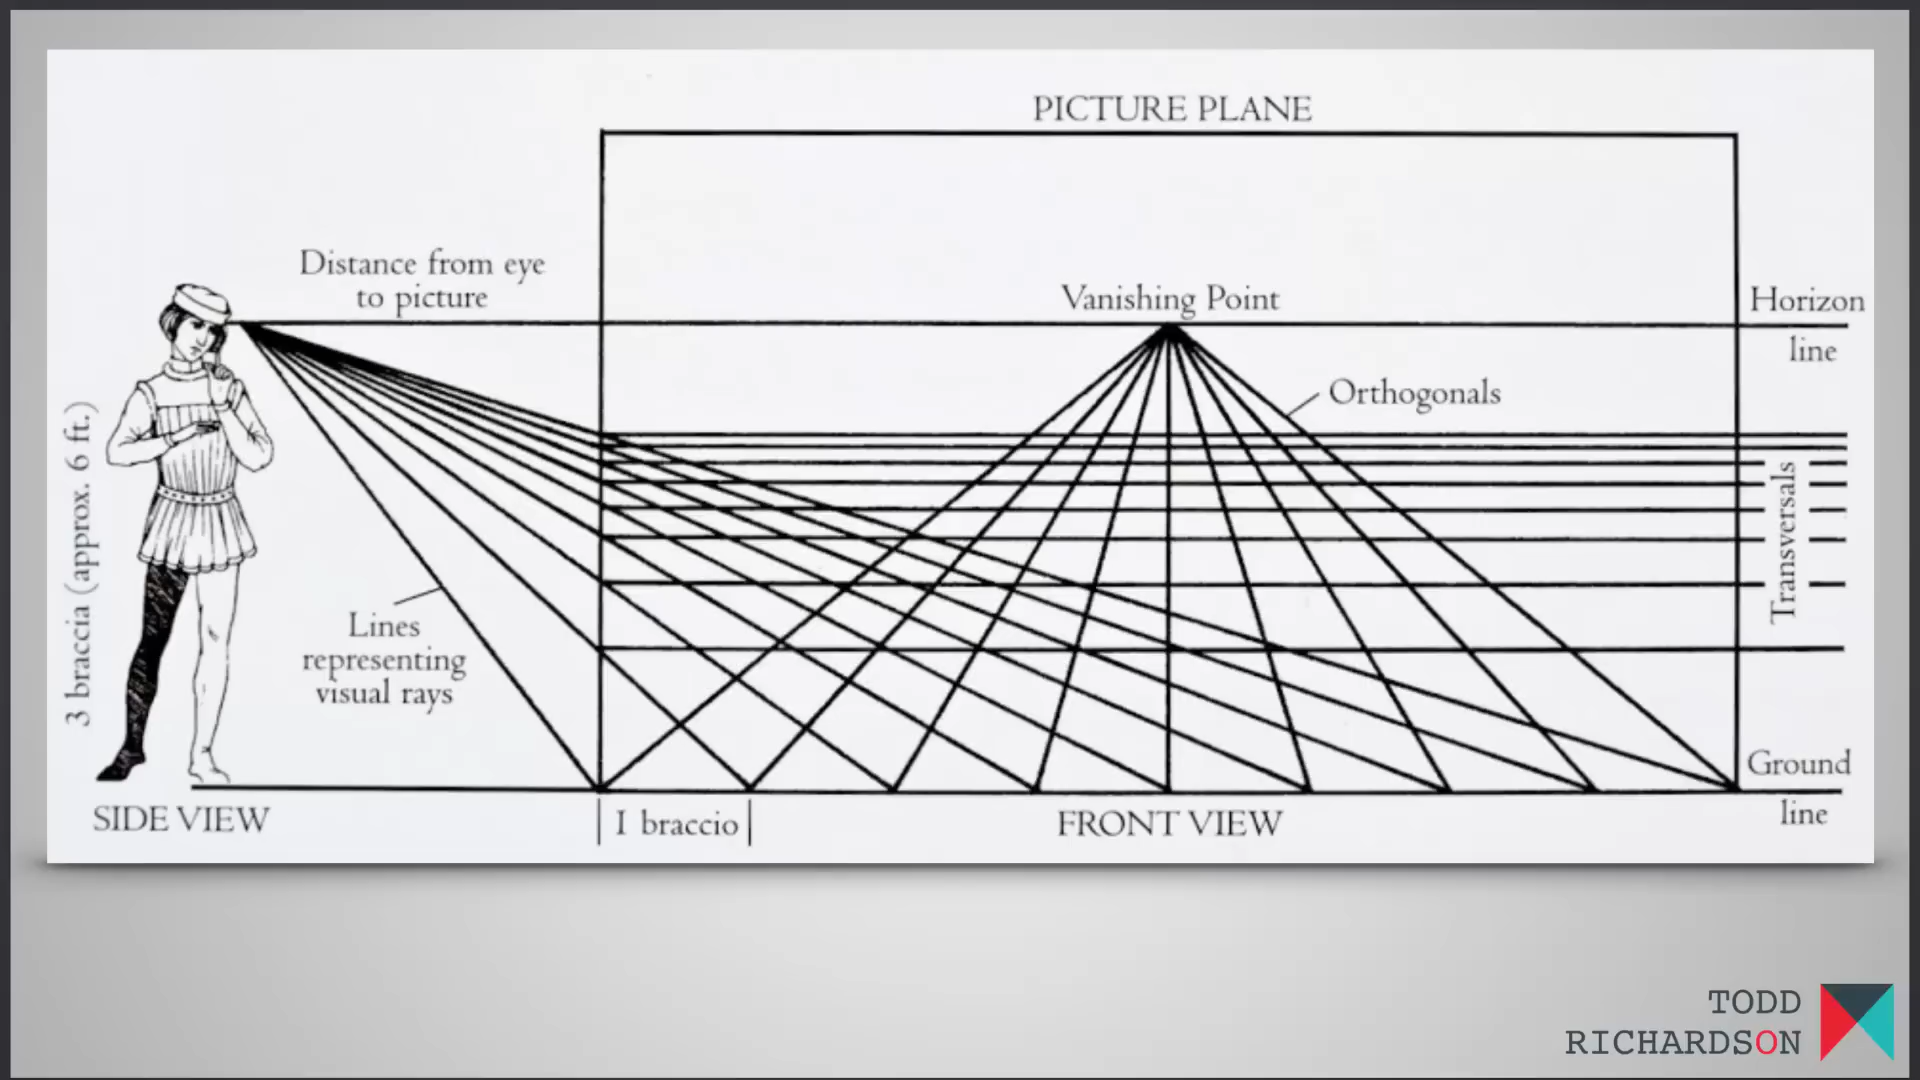 PICTURE PLANE
Distance from eye
to picture
Vanishing Point
Horizon
line
Orthogonals
3 braccia (approx. 6 ft.)
Transversals
Lines
representing
visual rays
Ground
line
SIDE VIEW
I braccio
FRONT VIEW
TODD
RICHARDSON